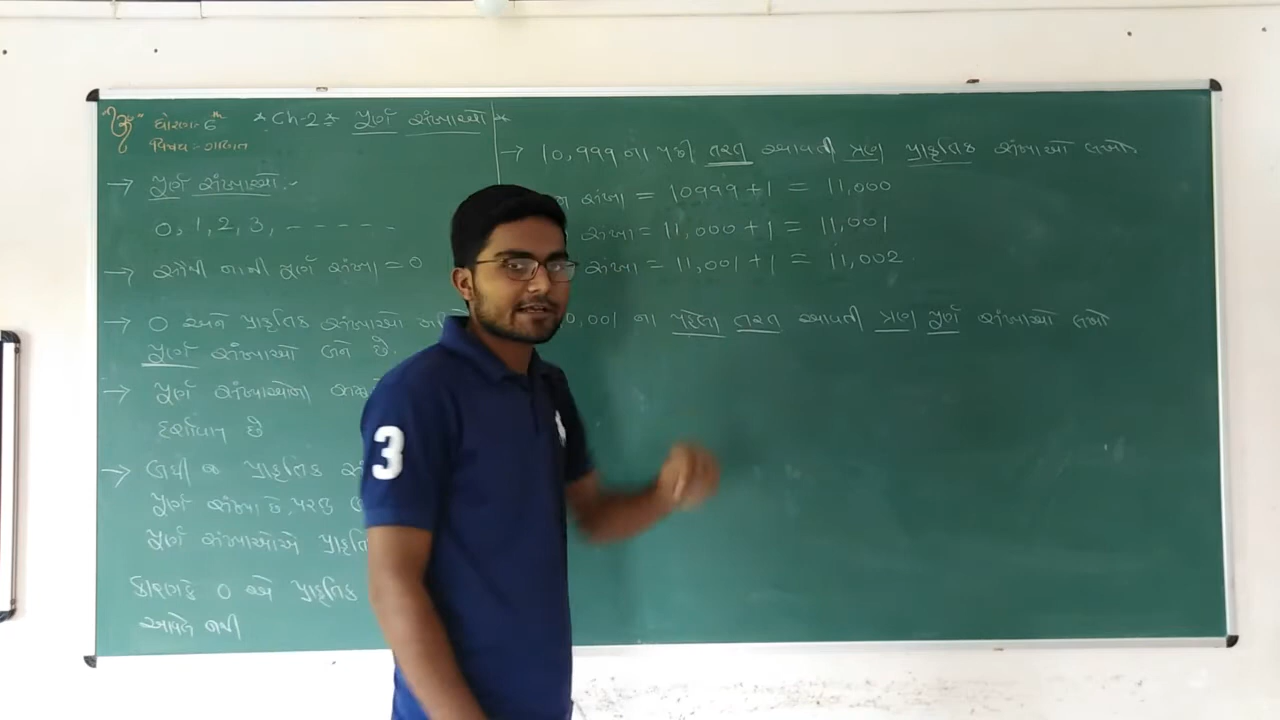 ધોરણ:- 6th
વિષય:- ગણિત
* Ch-2 * પૂર્ણ સંખ્યાઓ *
→ પૂર્ણ સંખ્યાઓ:-
0, 1, 2, 3, - - - - -
→ સૌથી નાની પૂર્ણ સંખ્યા = 0
→ 0 અને પ્રાકૃતિક સંખ્યાઓ
પૂર્ણ સંખ્યાઓ બને છે.
→ પૂર્ણ સંખ્યાઓને
દર્શાવાય છે
→ બધી જ પ્રાકૃતિક
પૂર્ણ સંખ્યા છે, પરંતુ
પૂર્ણ સંખ્યાઓએ
કારણકે 0 એ પ્રાકૃતિક
આવેલ નથી
→ 10,999 ના પછી તરત આવતી ત્રણ પ્રાકૃતિક સંખ્યાઓ લખો.
સંખ્યા = 10999 + 1 = 11,000
સંખ્યા = 11,000 + 1 = 11,001
સંખ્યા = 11,001 + 1 = 11,002
0,001 ના પહેલા તરત આવતી ત્રણ પૂર્ણ સંખ્યાઓ લખો
3